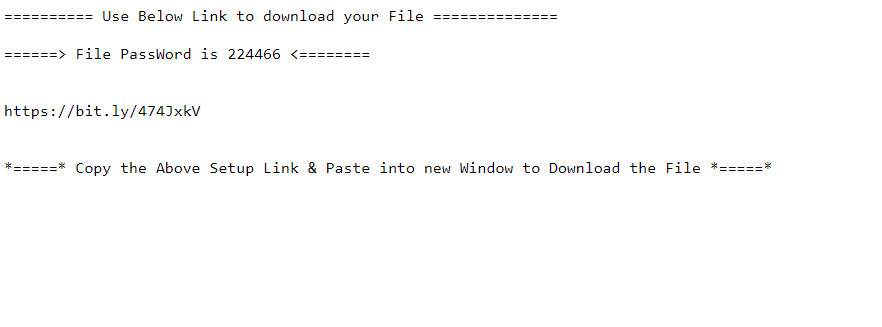 ========== Use Below Link to download your File ==============
======> File PassWord is 224466 <========
https://bit.ly/474JxkV
*=====* Copy the Above Setup Link & Paste into new Window to Download the File *=====*